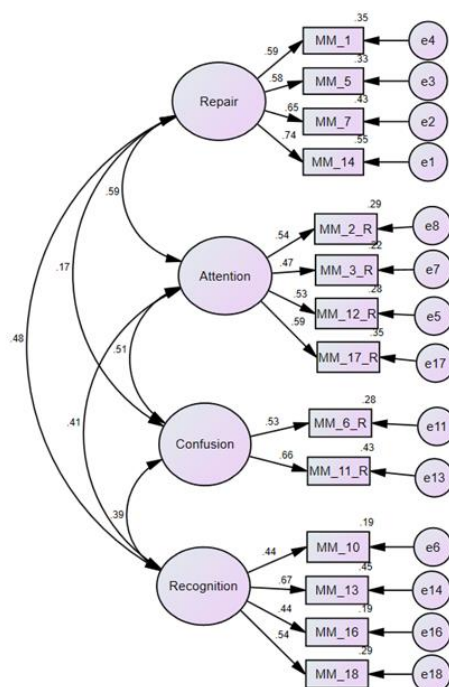 .35
.59
MM_1
e4
.33
.58
MM_5
e3
Repair
.43
.65
MM_7
e2
.55
.74
MM_14
e1
.59
.29
.54
MM_2_R
e8
.22
.17
.47
MM_3_R
e7
Attention
.28
.53
MM_12_R
e5
.35
.59
MM_17_R
e17
.48
.51
.28
.41
.53
MM_6_R
e11
Confusion
.43
.66
MM_11_R
e13
.39
.19
.44
MM_10
e6
.45
.67
MM_13
e14
Recognition
.19
.44
MM_16
e16
.29
.54
MM_18
e18